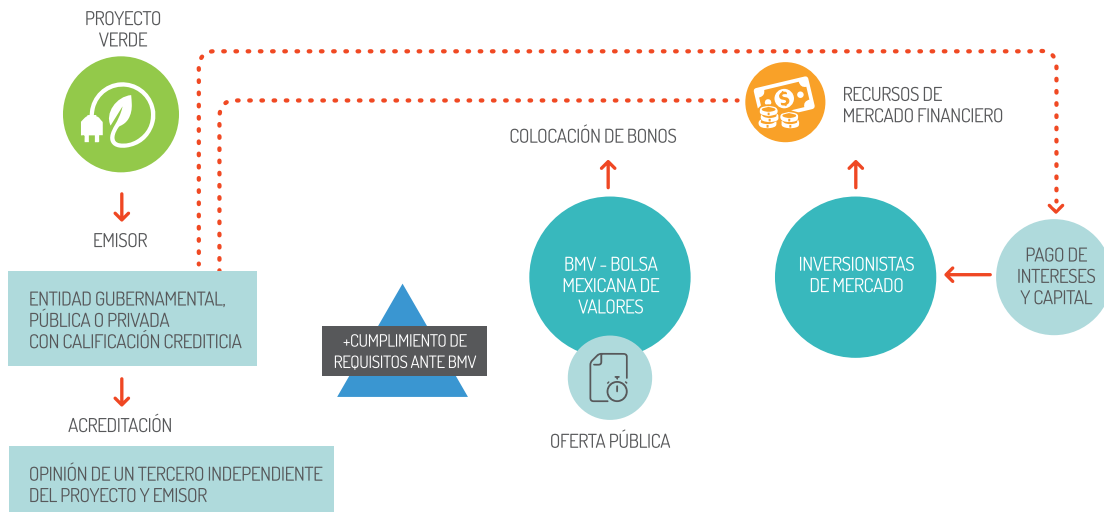 PROYECTO
VERDE
EMISOR
ENTIDAD GUBERNAMENTAL,
PÚBLICA O PRIVADA
CON CALIFICACIÓN CREDITICIA
ACREDITACIÓN
OPINIÓN DE UN TERCERO INDEPENDIENTE
DEL PROYECTO Y EMISOR
+CUMPLIMIENTO DE
REQUISITOS ANTE BMV
COLOCACIÓN DE BONOS
BMV - BOLSA
MEXICANA DE
VALORES
OFERTA PÚBLICA
$
RECURSOS DE
MERCADO FINANCIERO
INVERSIONISTAS
DE MERCADO
PAGO DE
INTERESES
Y CAPITAL